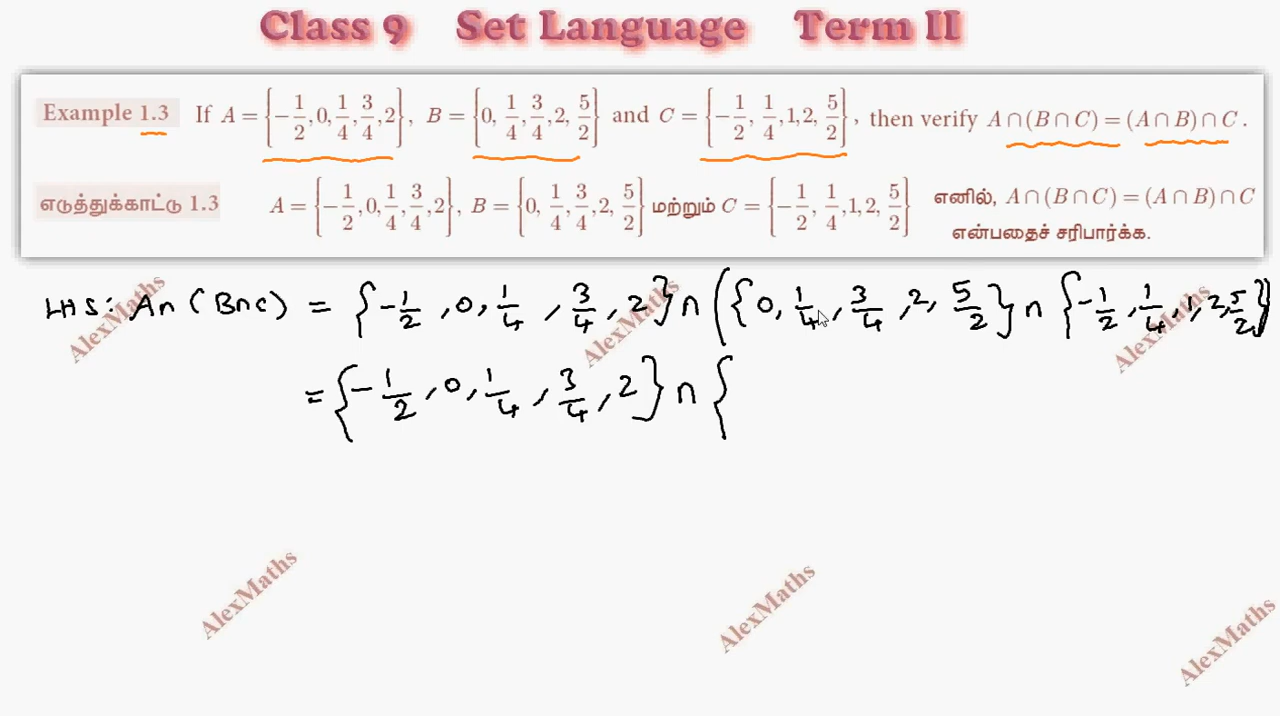 Class 9 Set Language Term II
Example 1.3 If A = {−1/2, 0, 1/4, 3/4, 2}, B = {0, 1/4, 3/4, 2, 5/2} and C = {−1/2, 1/4, 1, 2, 5/2}, then verify A∩(B∩C) = (A∩B)∩C.
எடுத்துக்காட்டு 1.3 A = {−1/2, 0, 1/4, 3/4, 2}, B = {0, 1/4, 3/4, 2, 5/2} மற்றும் C = {−1/2, 1/4, 1, 2, 5/2} எனில், A∩(B∩C) = (A∩B)∩C
என்பதைச் சரிபார்க்க.
LHS: A∩(B∩C) = {−1/2, 0, 1/4, 3/4, 2} ∩ ({0, 1/4, 3/4, 2, 5/2} ∩ {−1/2, 1/4, 1, 2, 5/2})
= {−1/2, 0, 1/4, 3/4, 2} ∩ {
AlexMaths
AlexMaths
AlexMaths
AlexMaths
AlexMaths
AlexMaths